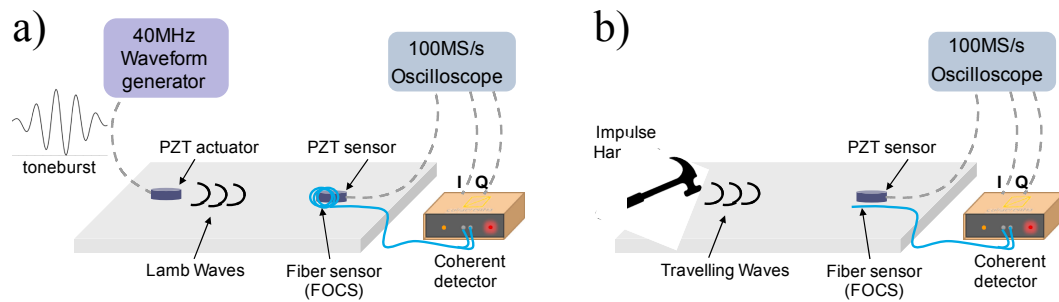 a)
40MHz
Waveform
generator
100MS/s
Oscilloscope
toneburst
PZT actuator
PZT sensor
I Q
Lamb Waves
Fiber sensor
(FOCS)
Coherent
detector
b)
100MS/s
Oscilloscope
Impulse
Har
PZT sensor
I Q
Travelling Waves
Fiber sensor
(FOCS)
Coherent
detector